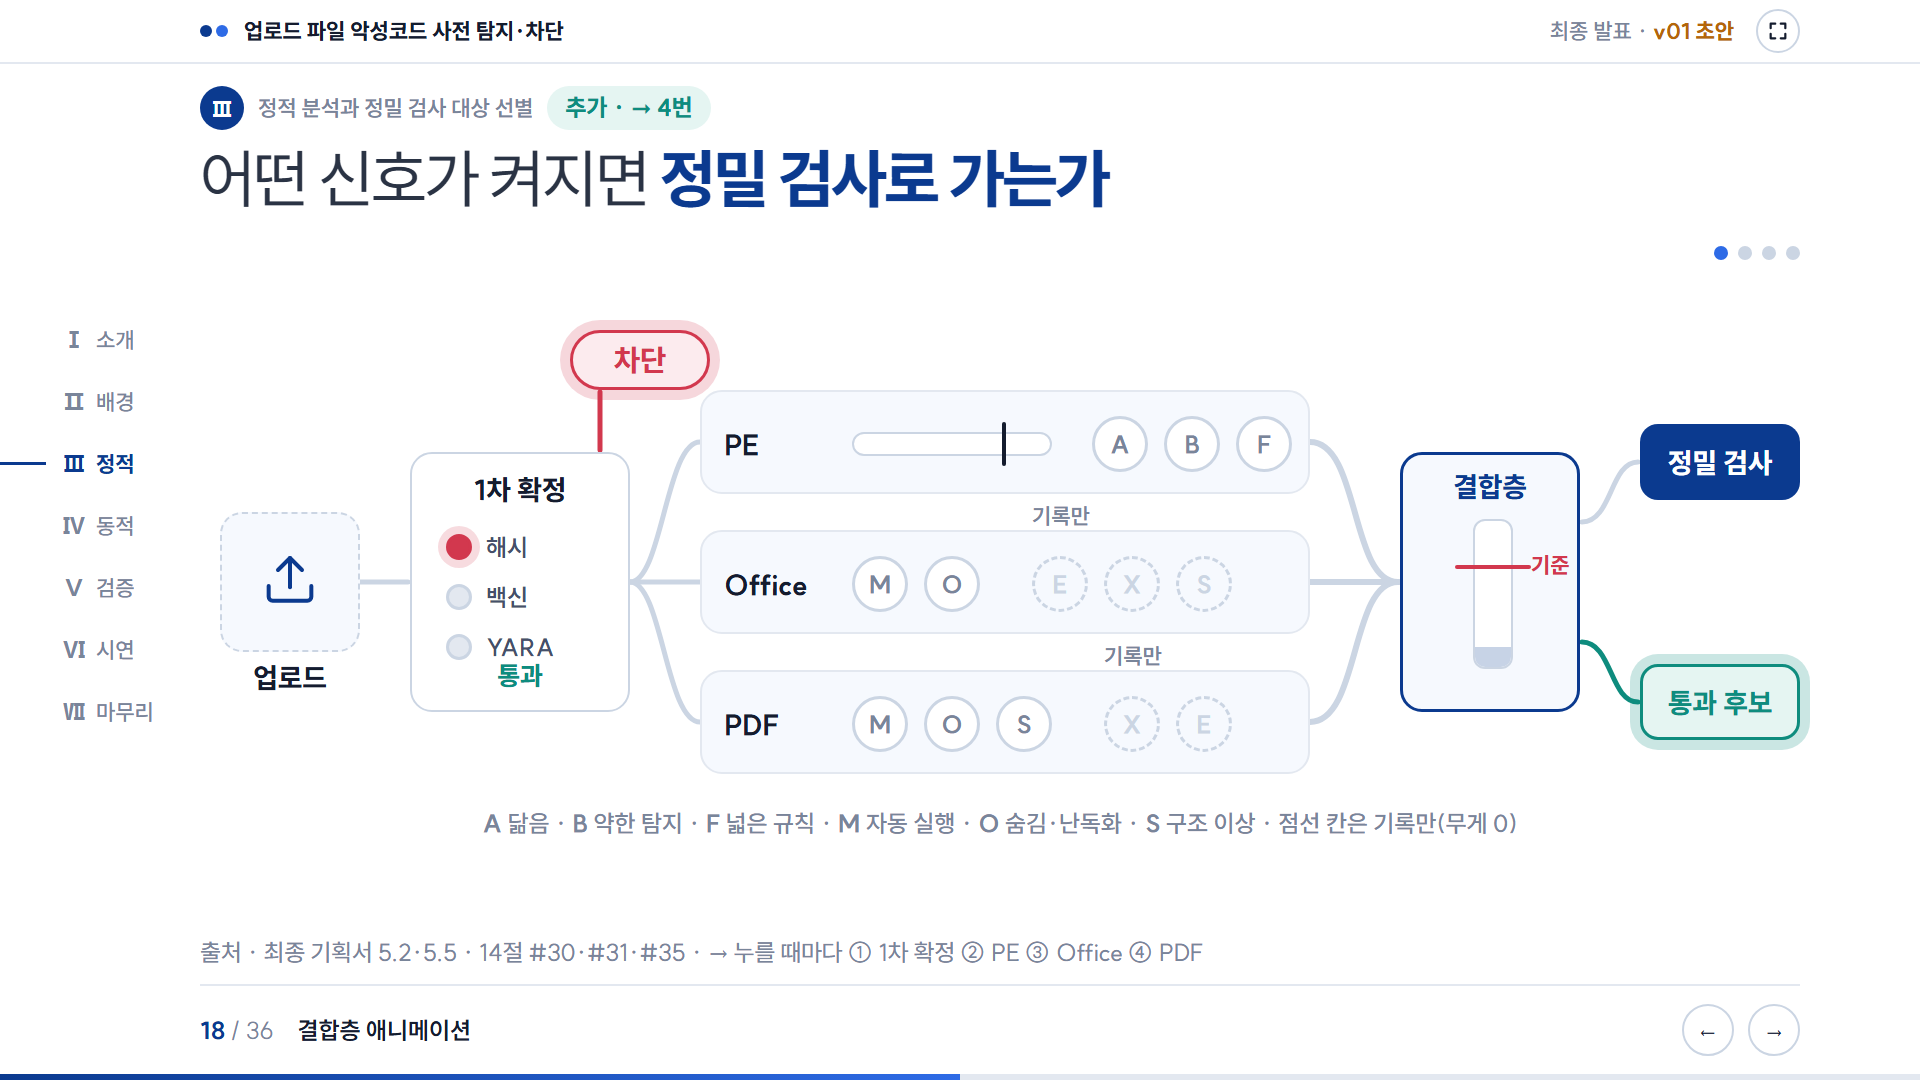 업로드 파일 악성코드 사전 탐지·차단
최종 발표 · v01 초안
Ⅲ 정적 분석과 정밀 검사 대상 선별 추가 · → 4번
어떤 신호가 켜지면 정밀 검사로 가는가
Ⅰ 소개
Ⅱ 배경
Ⅲ 정적
Ⅳ 동적
Ⅴ 검증
Ⅵ 시연
Ⅶ 마무리
업로드
차단
1차 확정
해시
백신
YARA
통과
PE A B F
기록만
Office M O E X S
기록만
PDF M O S X E
결합층
기준
정밀 검사
통과 후보
A 닮음 · B 약한 탐지 · F 넓은 규칙 · M 자동 실행 · O 숨김·난독화 · S 구조 이상 · 점선 칸은 기록만(무게 0)
출처 · 최종 기획서 5.2·5.5 · 14절 #30·#31·#35 · → 누를 때마다 ① 1차 확정 ② PE ③ Office ④ PDF
18 / 36 결합층 애니메이션
← →